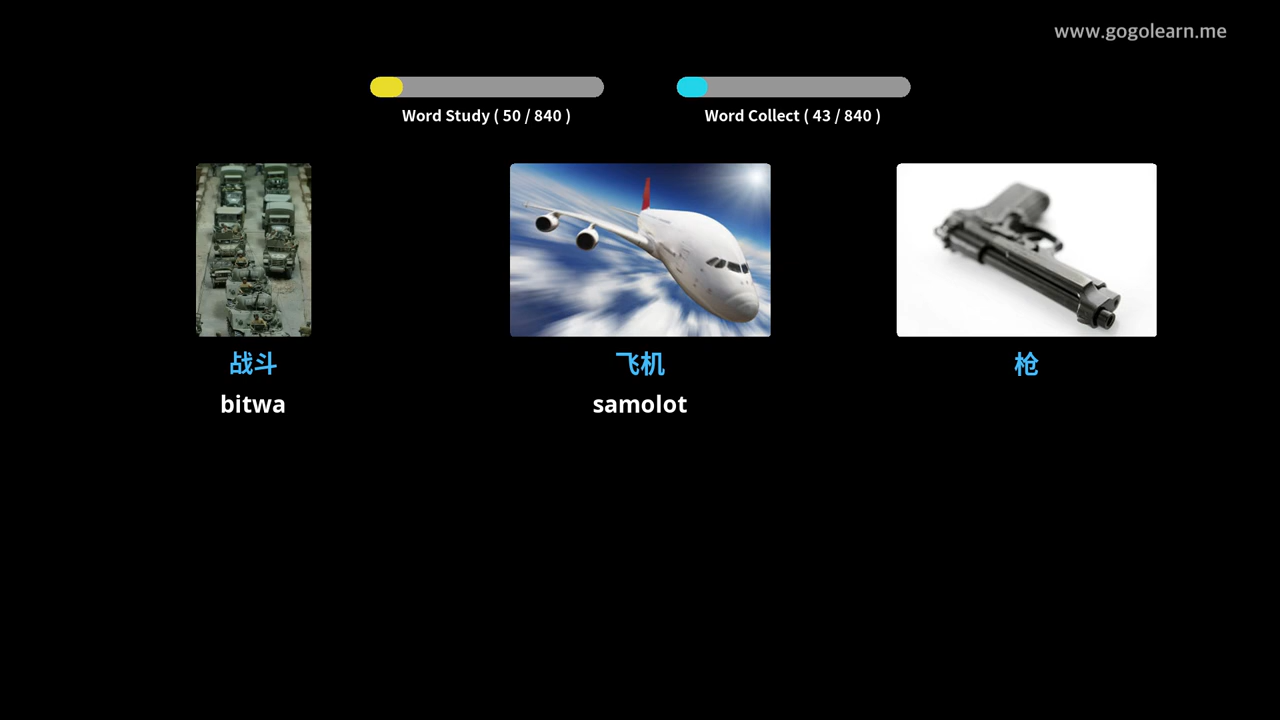 www.gogolearn.me
Word Study ( 50 / 840 )
Word Collect ( 43 / 840 )
战斗
飞机
枪
bitwa
samolot